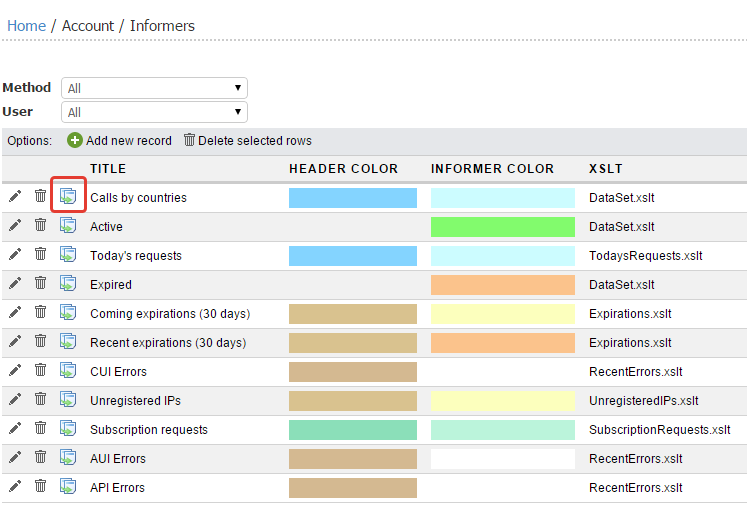 Home / Account / Informers
Method All
User All
Options: Add new record Delete selected rows
TITLE HEADER COLOR INFORMER COLOR XSLT
Calls by countries DataSet.xslt
Active DataSet.xslt
Today's requests TodaysRequests.xslt
Expired DataSet.xslt
Coming expirations (30 days) Expirations.xslt
Recent expirations (30 days) Expirations.xslt
CUI Errors RecentErrors.xslt
Unregistered IPs UnregisteredIPs.xslt
Subscription requests SubscriptionRequests.xslt
AUI Errors RecentErrors.xslt
API Errors RecentErrors.xslt